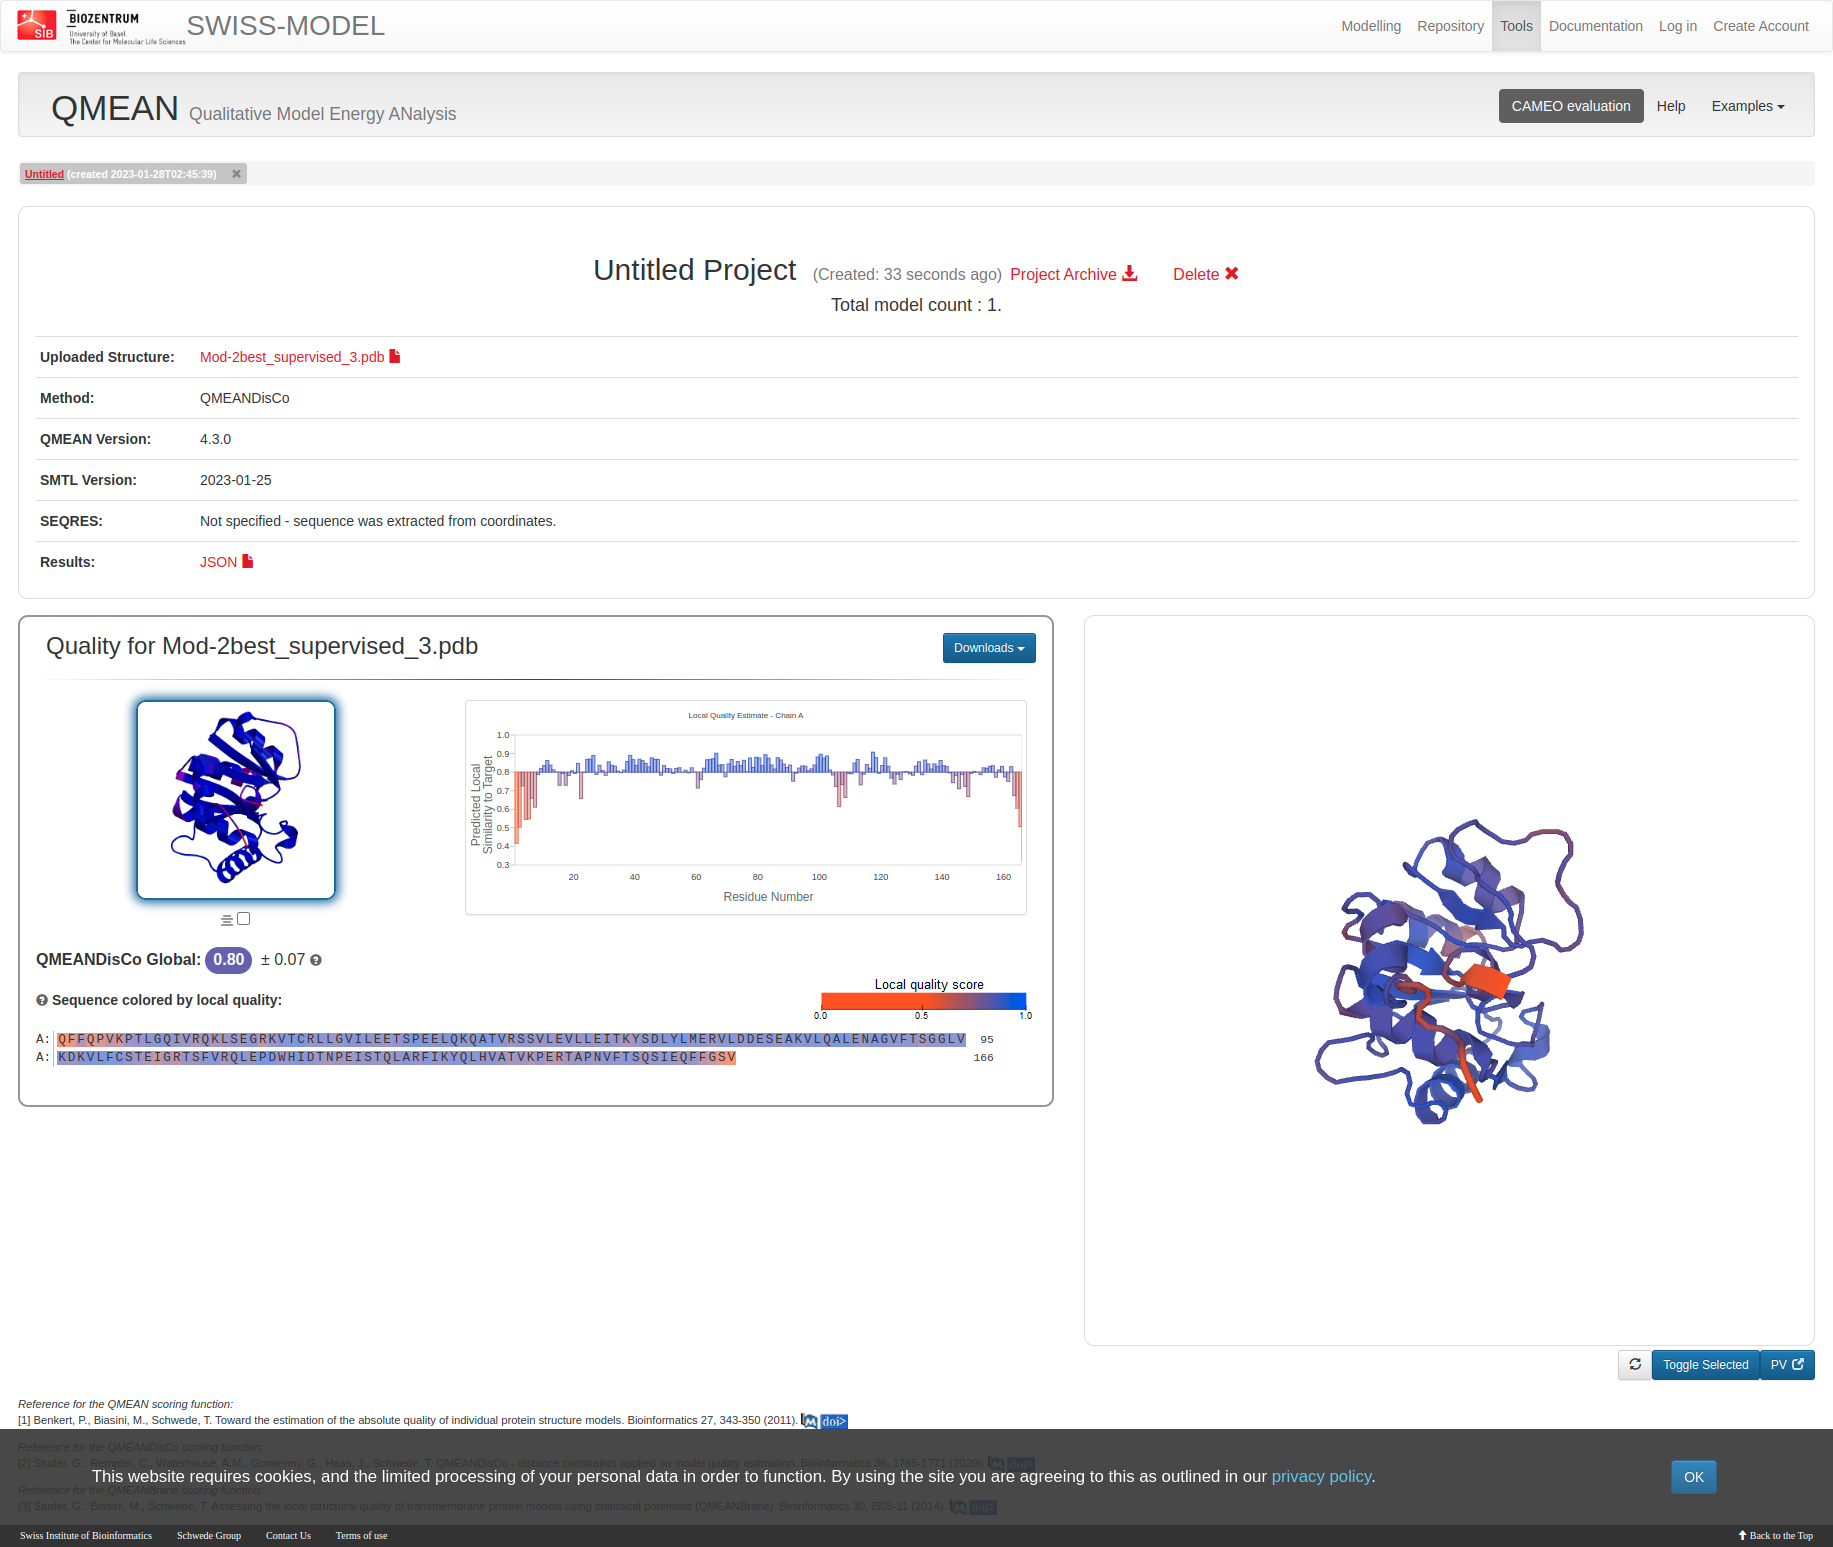 SIB
BIOZENTRUM
University of Basel
The Center for Molecular Life Sciences
SWISS-MODEL
Modelling Repository Tools Documentation Log in Create Account
QMEAN Qualitative Model Energy ANalysis
CAMEO evaluation Help Examples
Untitled (created 2023-01-28T02:45:39)
Untitled Project (Created: 33 seconds ago) Project Archive Delete
Total model count : 1.
Uploaded Structure: Mod-2best_supervised_3.pdb
Method: QMEANDisCo
QMEAN Version: 4.3.0
SMTL Version: 2023-01-25
SEQRES: Not specified - sequence was extracted from coordinates.
Results: JSON
Quality for Mod-2best_supervised_3.pdb
Downloads
Local Quality Estimate - Chain A
Predicted Local
Similarity to Target
1.0
0.9
0.8
0.7
0.6
0.5
0.4
0.3
20 40 60 80 100 120 140 160
Residue Number
QMEANDisCo Global: 0.80 ± 0.07
Sequence colored by local quality:
Local quality score
0.0 0.5 1.0
A: QFFQPVKPTLGQIVRQKLSEGRKVTCRLLGVILEETSPEELQKQATVRSSVLEVLLEITKYSDLYLMERVLDDESEAKVLQALENAGVFTSGGLV 95
A: KDKVLFCSTEIGRTSFVRQLEPDWHIDTNPEISTQLARFIKYQLHVATVKPERTAPNVFTSQSIEQFFGSV 166
Toggle Selected PV
Reference for the QMEAN scoring function:
[1] Benkert, P., Biasini, M., Schwede, T. Toward the estimation of the absolute quality of individual protein structure models. Bioinformatics 27, 343-350 (2011). M doi>
Reference for the QMEANDisCo scoring function:
[2] Studer, G., Rempfer, C., Waterhouse, A.M., Gumienny, G., Haas, J., Schwede, T. QMEANDisCo - distance constraints applied on model quality estimation. Bioinformatics 36, 1765-1771 (2020). M doi>
This website requires cookies, and the limited processing of your personal data in order to function. By using the site you are agreeing to this as outlined in our privacy policy.
OK
Reference for the QMEANBrane scoring function:
[3] Studer, G., Biasini, M., Schwede, T. Assessing the local structural quality of transmembrane protein models using statistical potentials (QMEANBrane). Bioinformatics 30, i505-11 (2014). M doi>
Swiss Institute of Bioinformatics Schwede Group Contact Us Terms of use
Back to the Top